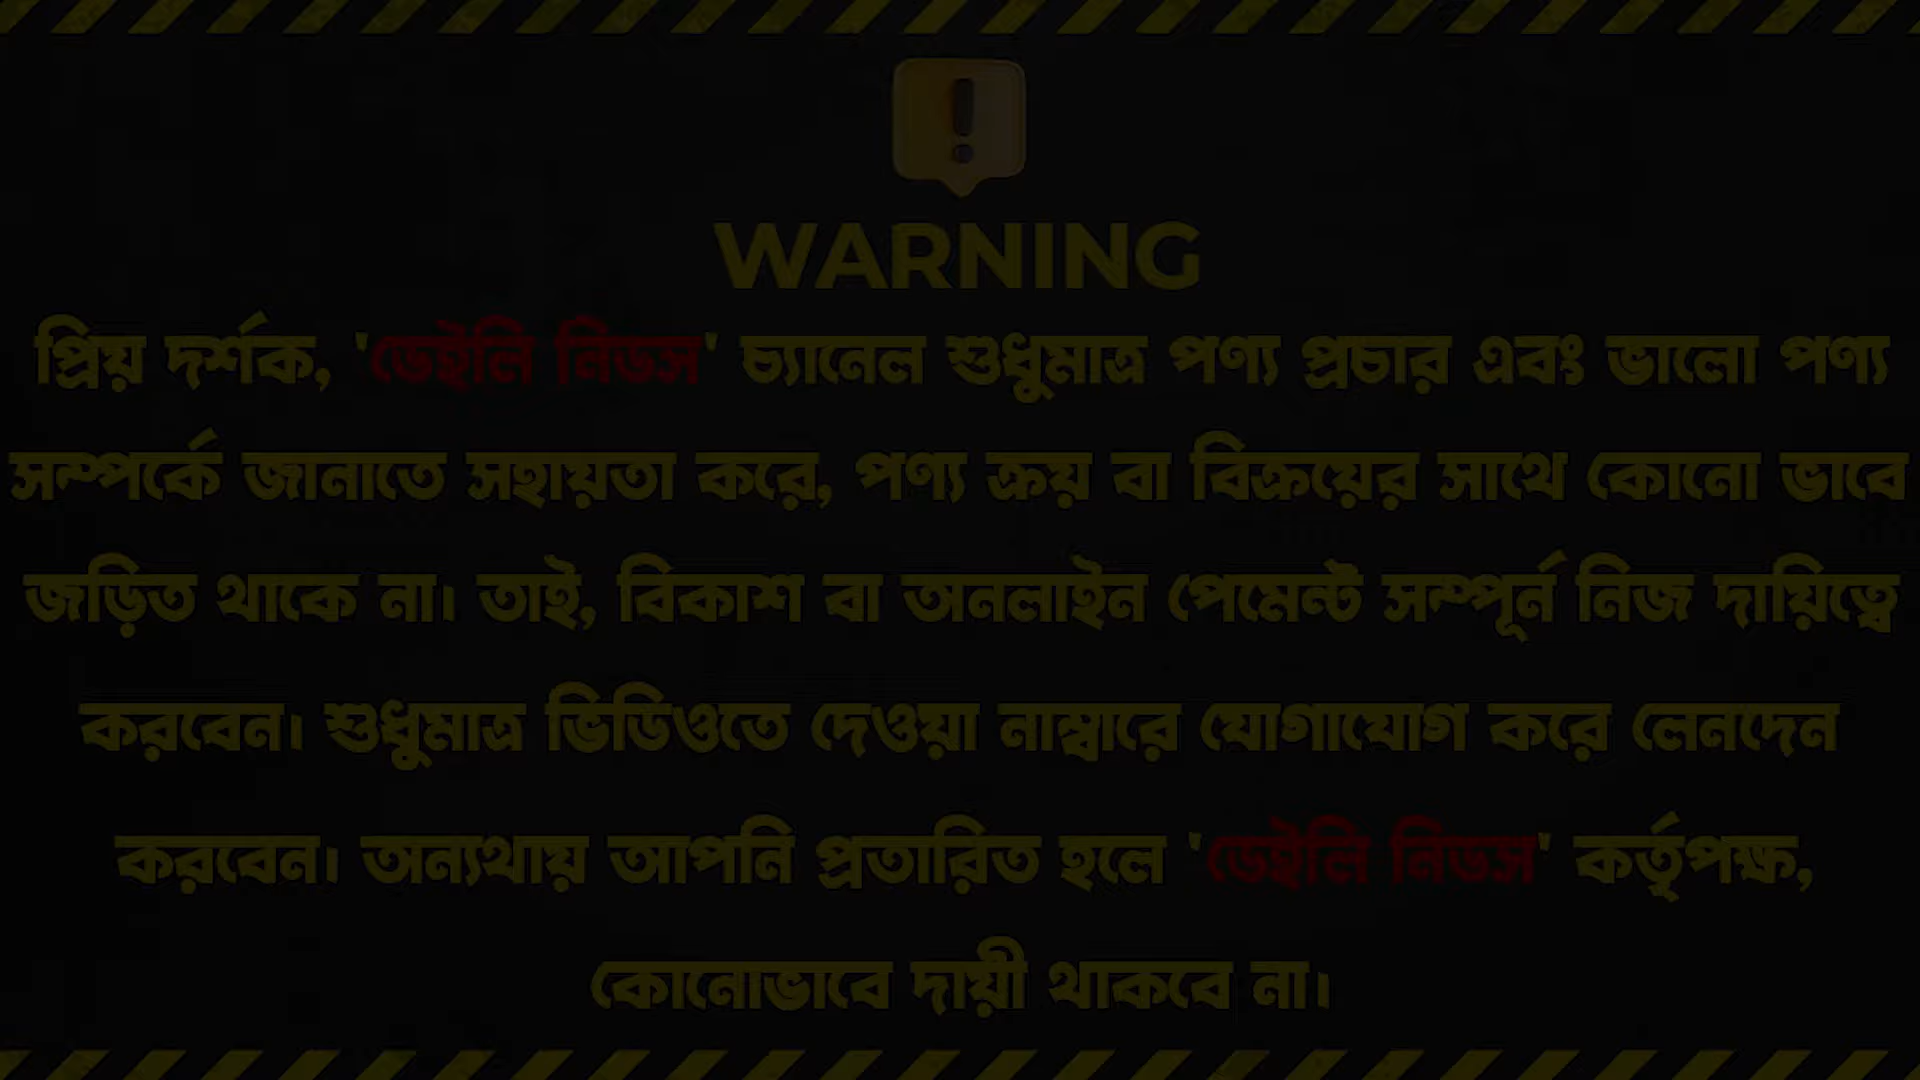 WARNING
প্রিয় দর্শক, 'ডেইলি নিডস' চ্যানেল শুধুমাত্র পণ্য প্রচার এবং ভালো পণ্য
সম্পর্কে জানাতে সহায়তা করে, পণ্য ক্রয় বা বিক্রয়ের সাথে কোনো ভাবে
জড়িত থাকে না। তাই, বিকাশ বা অনলাইন পেমেন্ট সম্পূর্ন নিজ দায়িত্বে
করবেন। শুধুমাত্র ভিডিওতে দেওয়া নাম্বারে যোগাযোগ করে লেনদেন
করবেন। অন্যথায় আপনি প্রতারিত হলে 'ডেইলি নিডস' কর্তৃপক্ষ,
কোনোভাবে দায়ী থাকবে না।